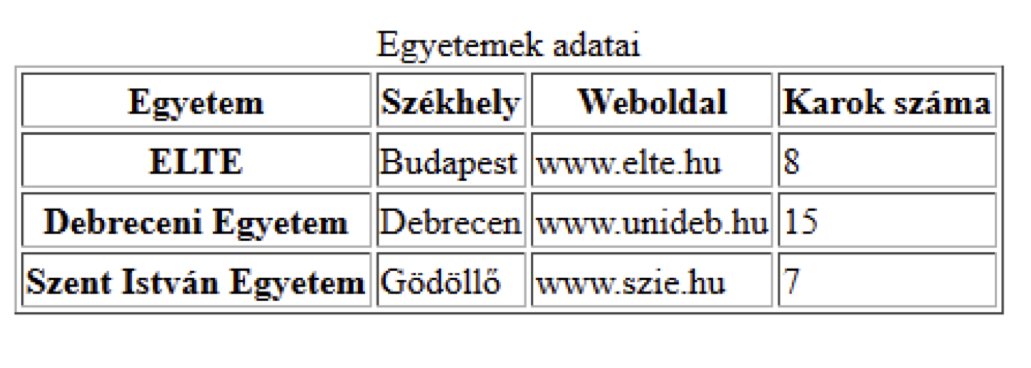 Egyetemek adatai
Egyetem Székhely Weboldal Karok száma
ELTE Budapest www.elte.hu 8
Debreceni Egyetem Debrecen www.unideb.hu 15
Szent István Egyetem Gödöllő www.szie.hu 7